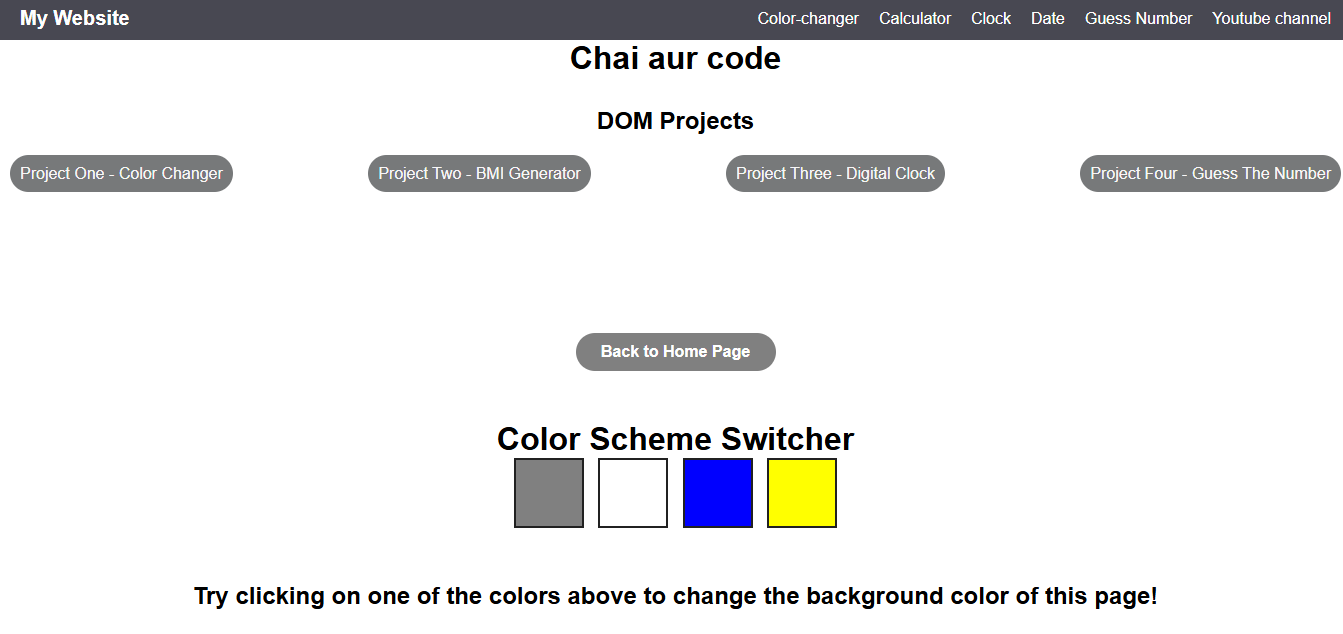 My Website Color-changer Calculator Clock Date Guess Number Youtube channel
Chai aur code
DOM Projects
Project One - Color Changer Project Two - BMI Generator Project Three - Digital Clock Project Four - Guess The Number
Back to Home Page
Color Scheme Switcher
Try clicking on one of the colors above to change the background color of this page!